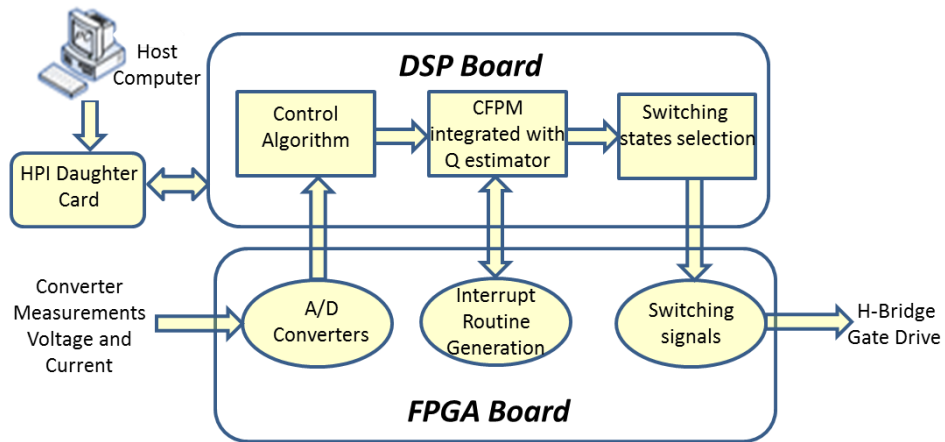 Host
Computer
DSP Board
Control
Algorithm
CFPM
integrated with
Q estimator
Switching
states selection
HPI Daughter
Card
Converter
Measurements
Voltage and
Current
A/D
Converters
Interrupt
Routine
Generation
Switching
signals
H-Bridge
Gate Drive
FPGA Board